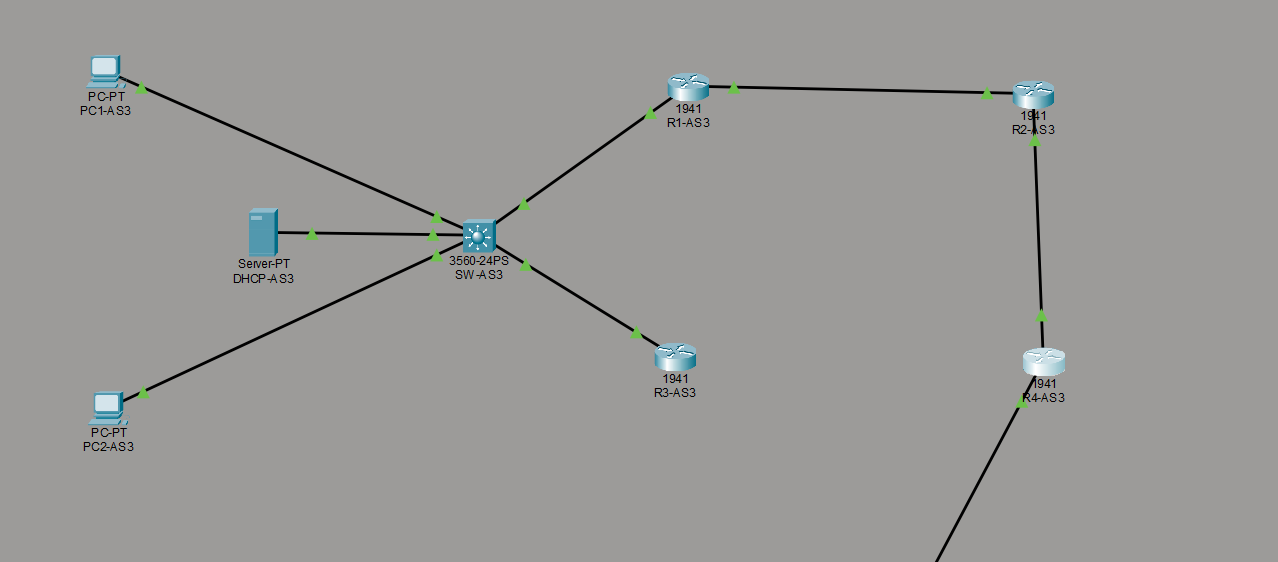 PC-PT
PC1-AS3
1941
R1-AS3
1941
R2-AS3
Server-PT
DHCP-AS3
3560-24PS
SW-AS3
1941
R3-AS3
1941
R4-AS3
PC-PT
PC2-AS3